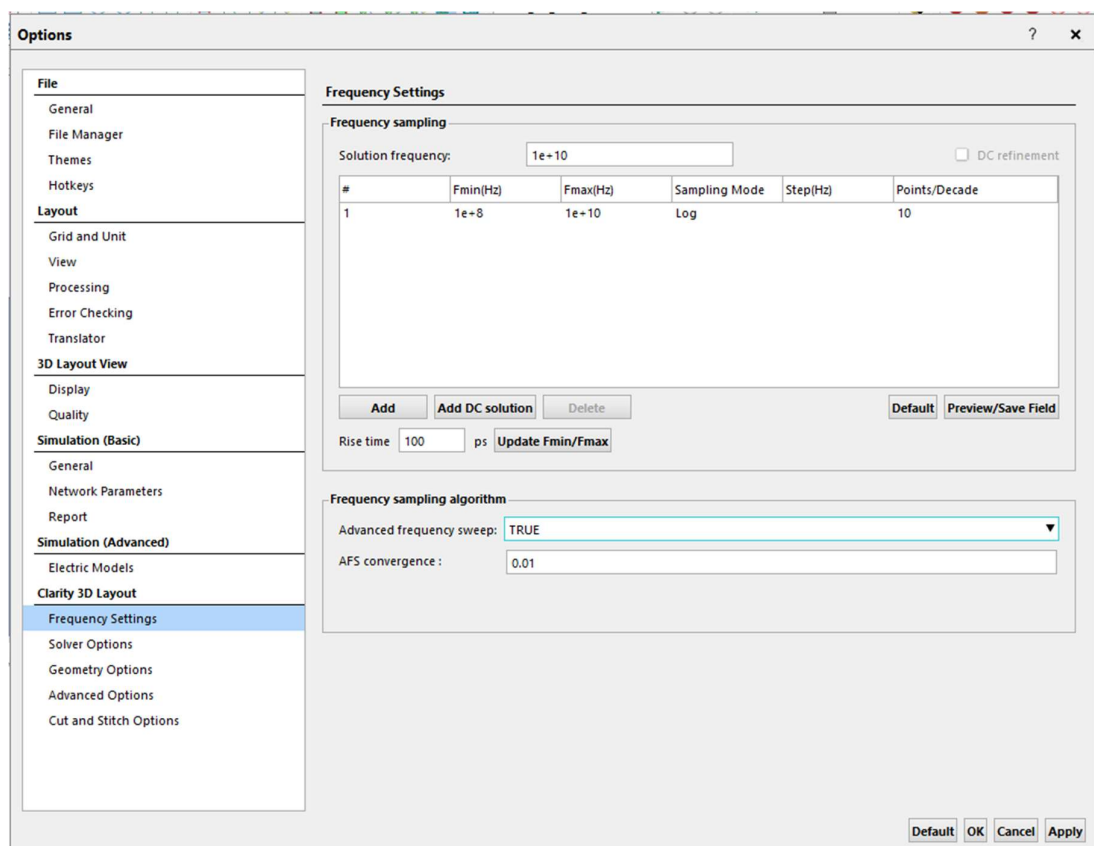 Options ?
File
General
File Manager
Themes
Hotkeys
Layout
Grid and Unit
View
Processing
Error Checking
Translator
3D Layout View
Display
Quality
Simulation (Basic)
General
Network Parameters
Report
Simulation (Advanced)
Electric Models
Clarity 3D Layout
Frequency Settings
Solver Options
Geometry Options
Advanced Options
Cut and Stitch Options
Frequency Settings
Frequency sampling
Solution frequency: 1e+10 DC refinement
# Fmin(Hz) Fmax(Hz) Sampling Mode Step(Hz) Points/Decade
1 1e+8 1e+10 Log 10
Add Add DC solution Delete Default Preview/Save Field
Rise time 100 ps Update Fmin/Fmax
Frequency sampling algorithm
Advanced frequency sweep: TRUE
AFS convergence : 0.01
Default OK Cancel Apply